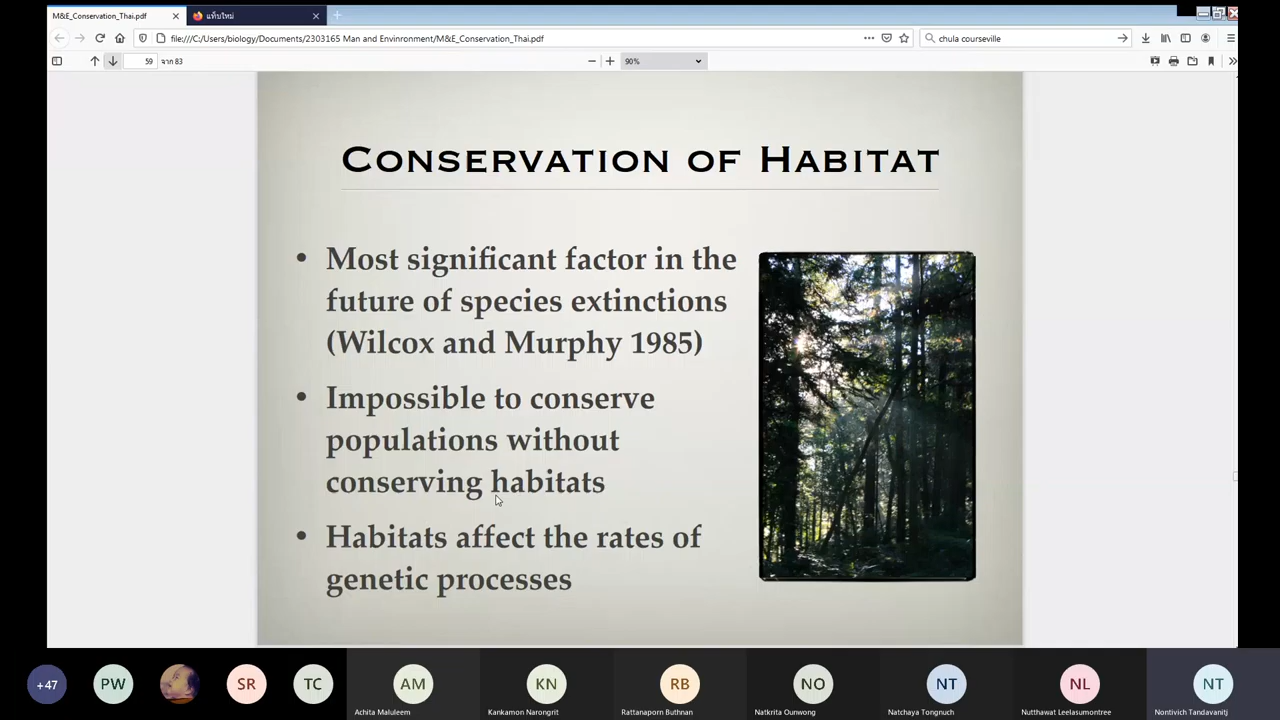 M&E_Conservation_Thai.pdf
แท็บใหม่
file:///C:/Users/biology/Documents/2303165 Man and Envinronment/M&E_Conservation_Thai.pdf
chula courseville
59 จาก 83
90%
Conservation of Habitat
• Most significant factor in the
future of species extinctions
(Wilcox and Murphy 1985)
• Impossible to conserve
populations without
conserving habitats
• Habitats affect the rates of
genetic processes
+47
PW
SR
TC
AM
KN
RB
NO
NT
NL
NT
Achita Maluleem
Kankamon Narongrit
Rattanaporn Buthnan
Natkrita Ounwong
Natchaya Tongnuch
Nutthawat Leelasumontree
Nontivich Tandavanitj